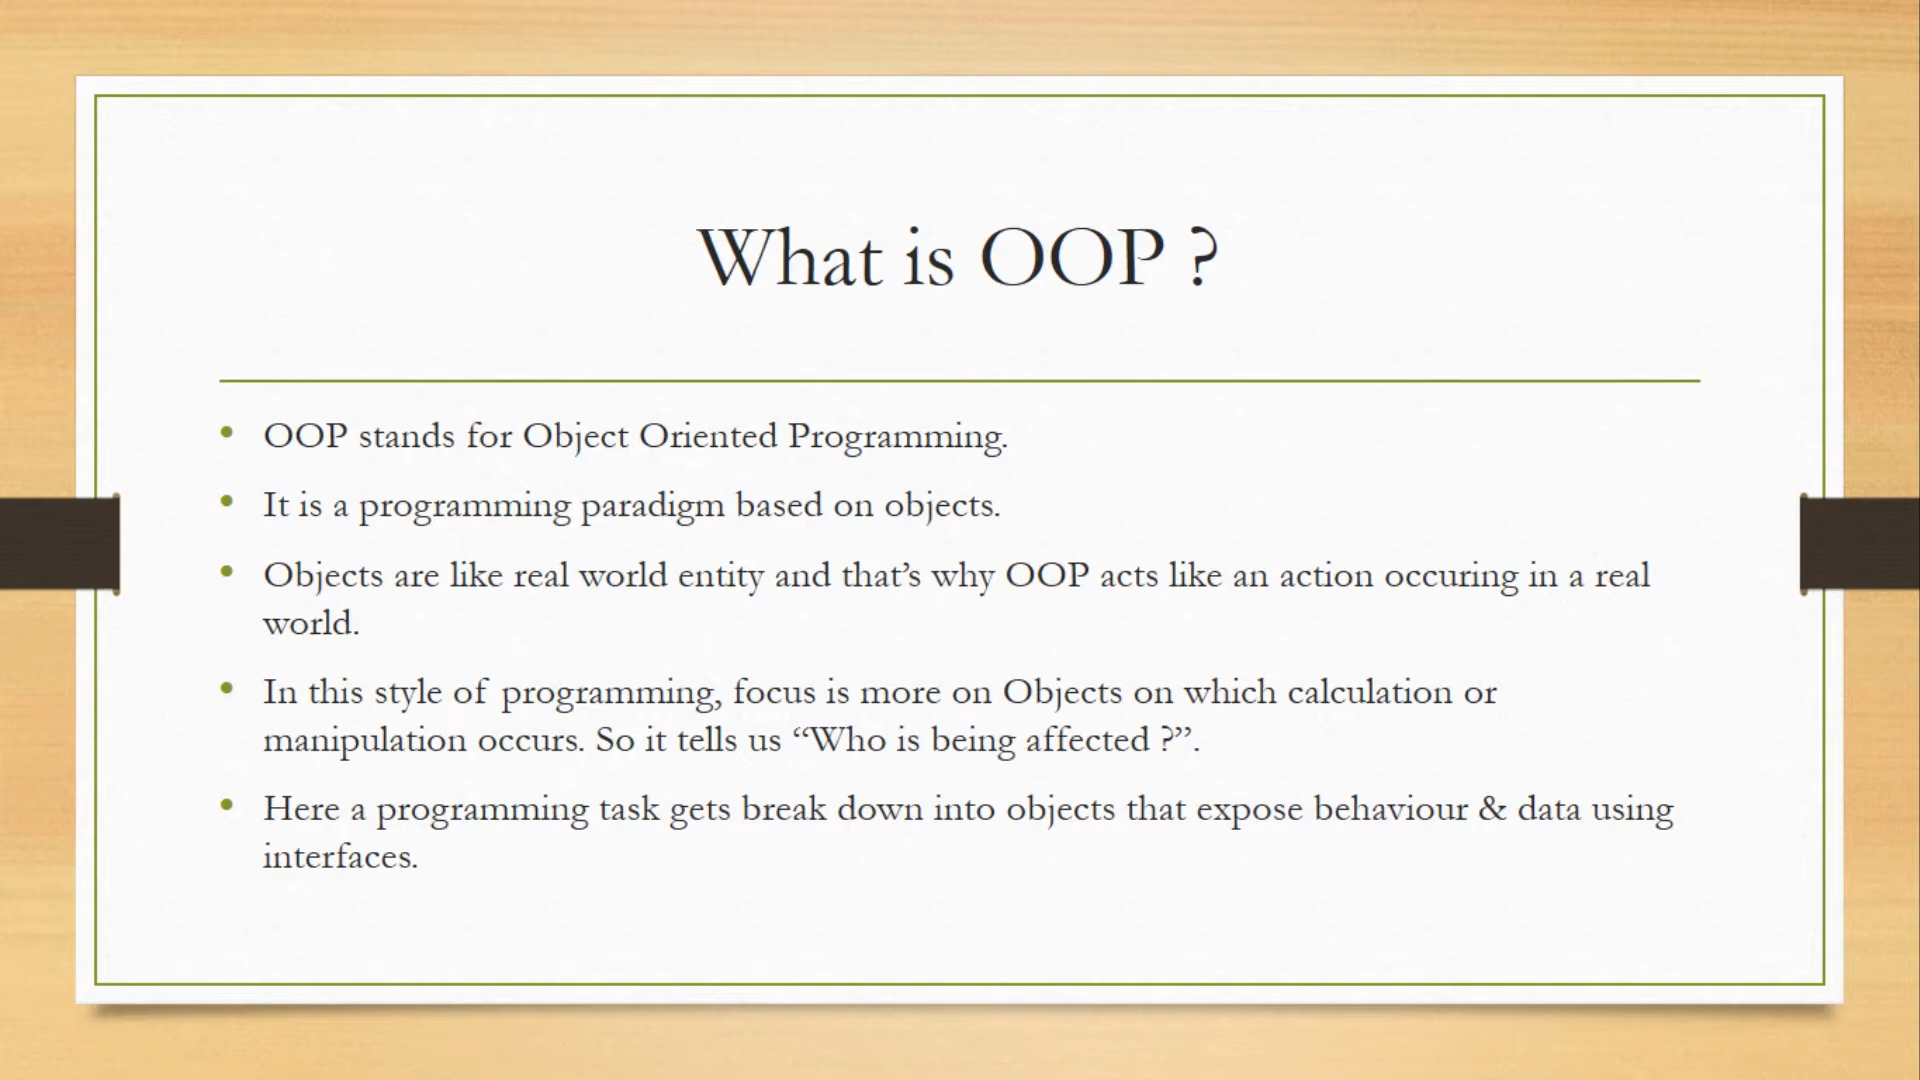 What is OOP ?
• OOP stands for Object Oriented Programming.
• It is a programming paradigm based on objects.
• Objects are like real world entity and that’s why OOP acts like an action occuring in a real
world.
• In this style of programming, focus is more on Objects on which calculation or
manipulation occurs. So it tells us “Who is being affected ?”.
• Here a programming task gets break down into objects that expose behaviour & data using
interfaces.